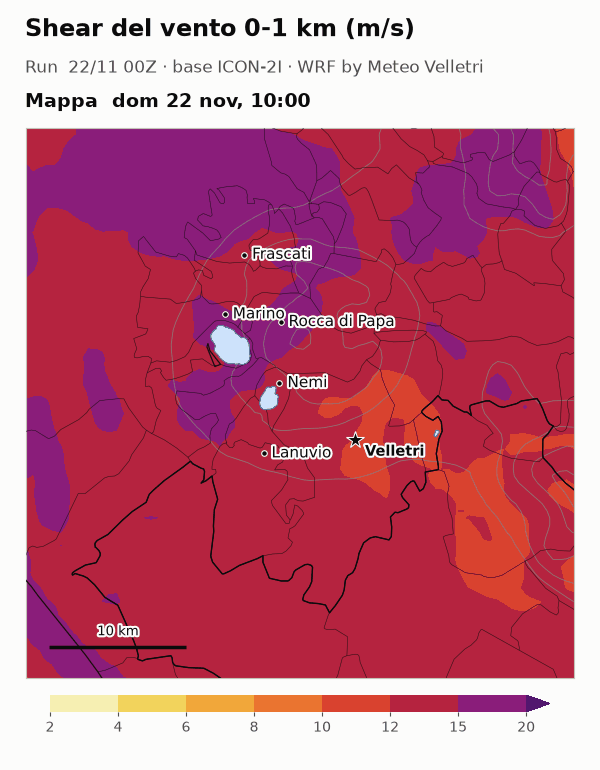 Shear del vento 0-1 km (m/s)
Run  22/11 00Z · base ICON-2I · WRF by Meteo Velletri
Mappa  dom 22 nov, 10:00
Frascati
Marino
Rocca di Papa
Nemi
Velletri
Lanuvio
10 km
2 4 6 8 10 12 15 20